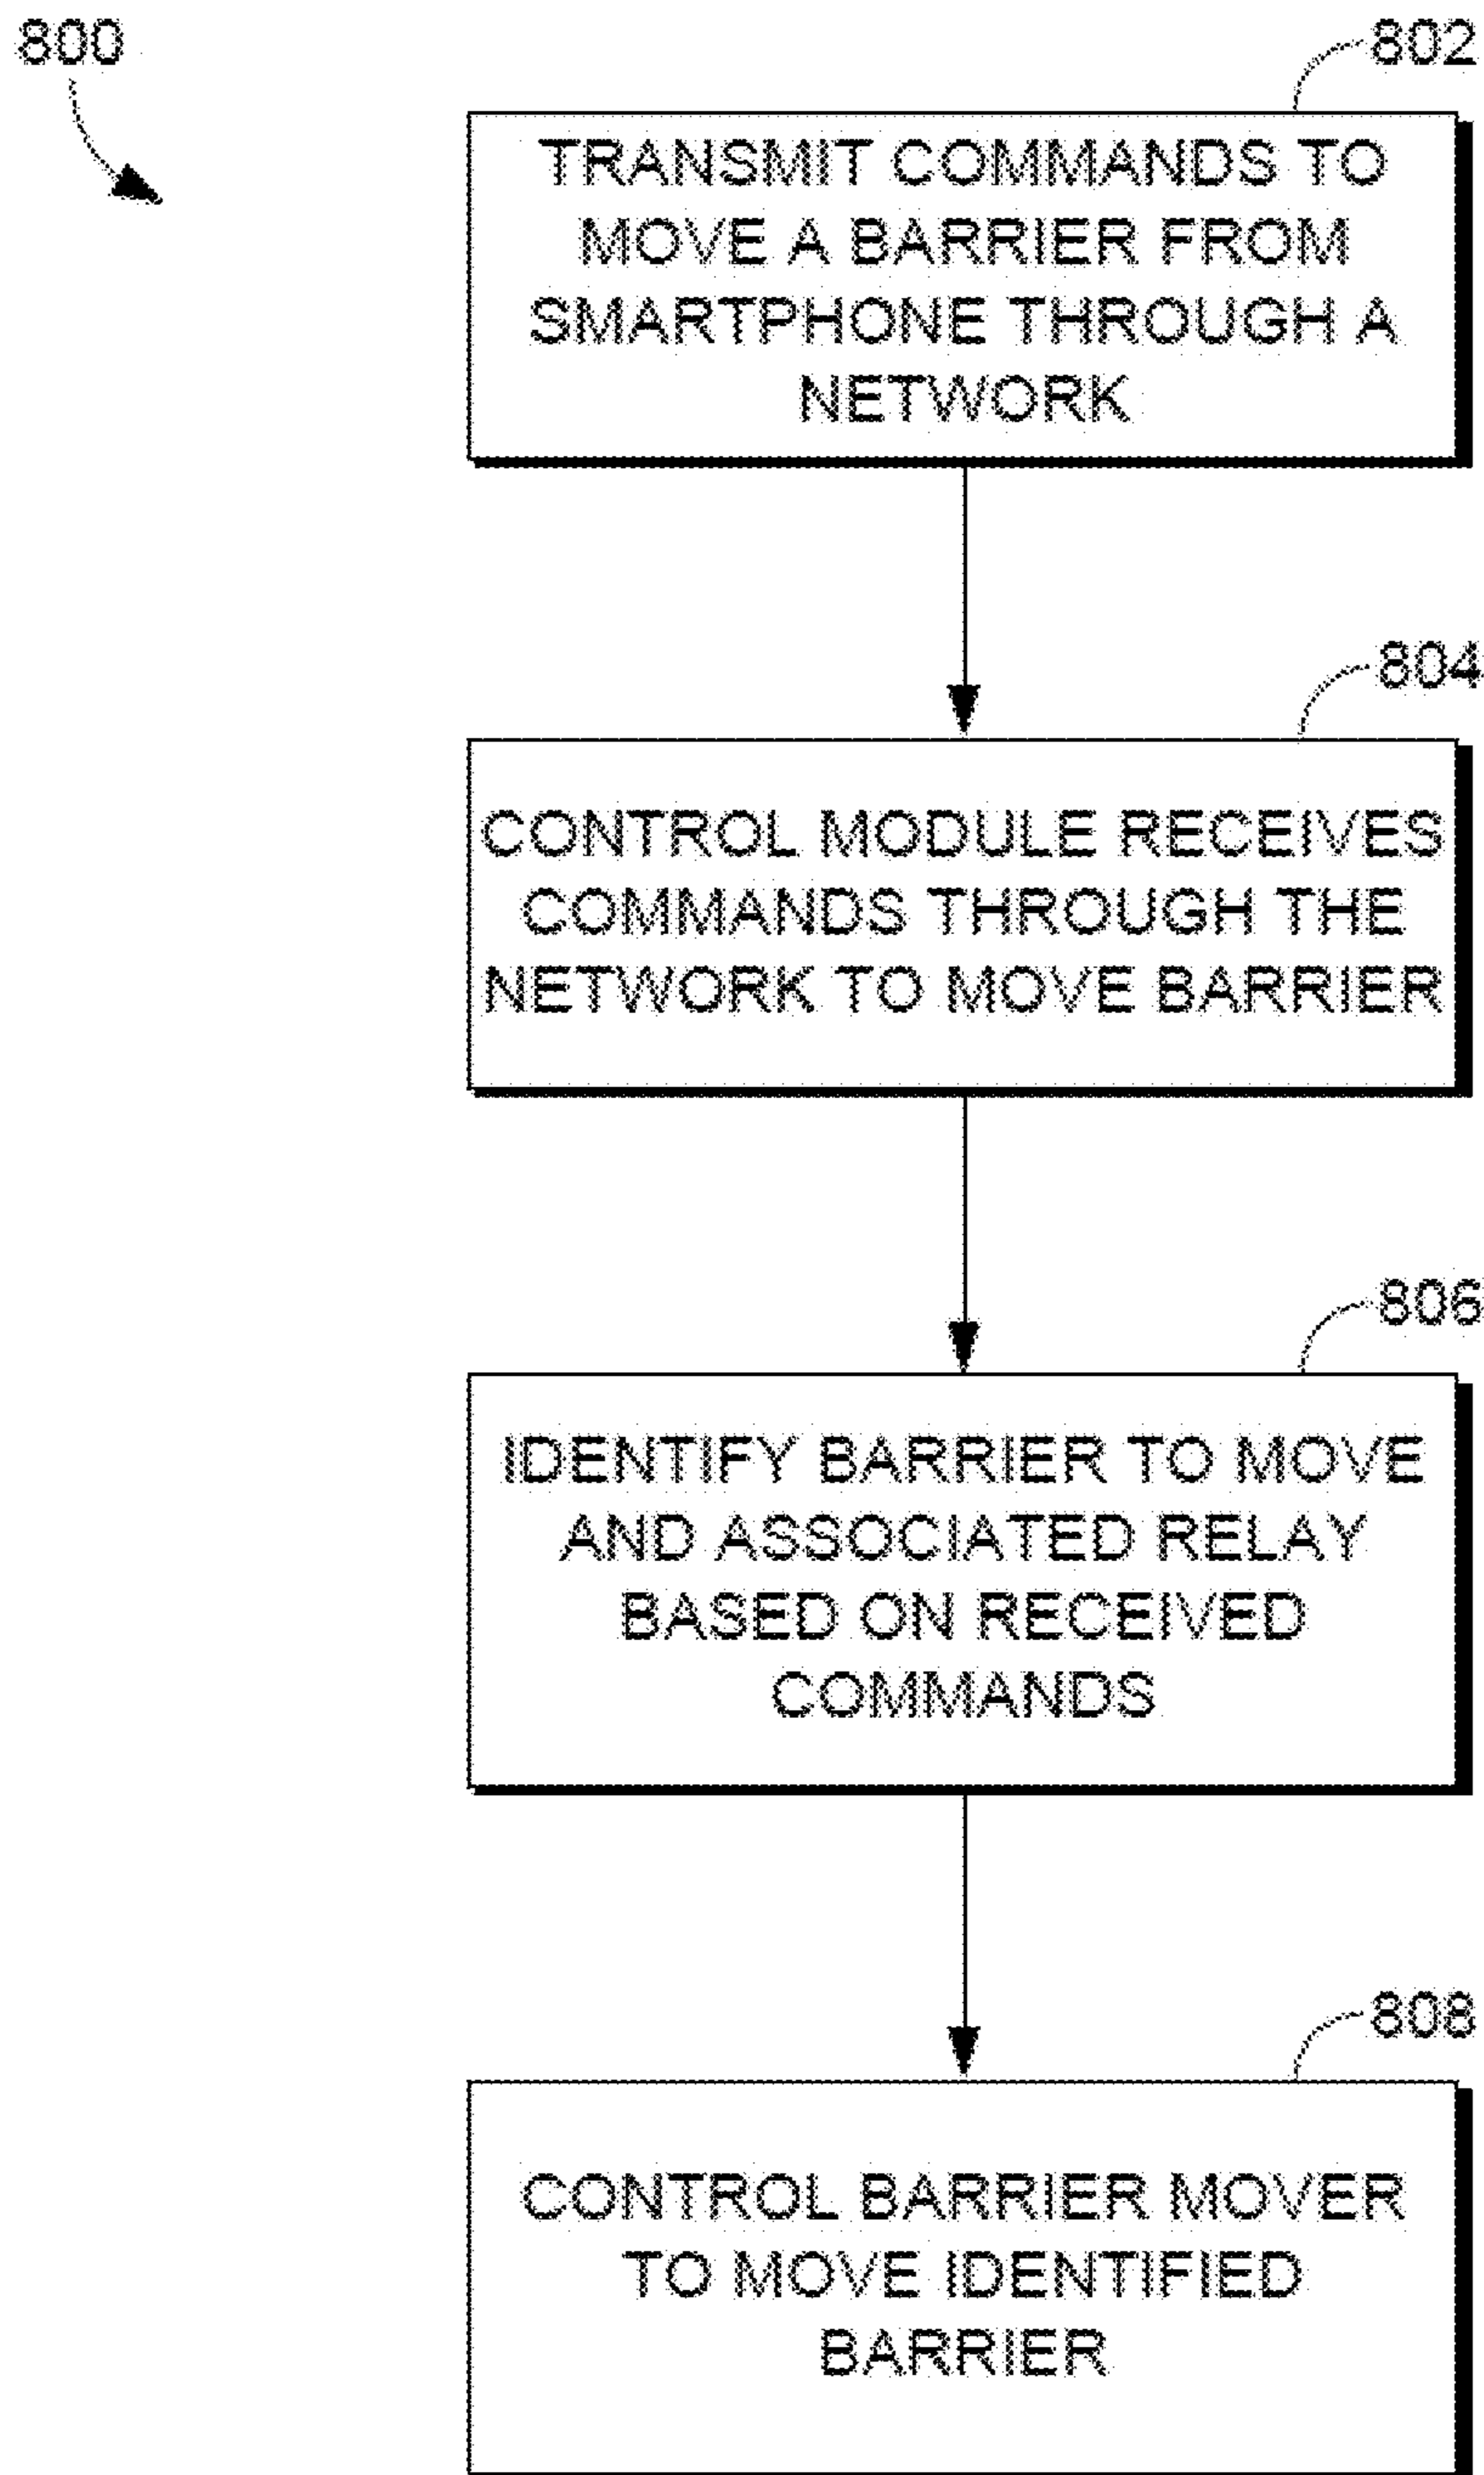 800
802
TRANSMIT COMMANDS TO
MOVE A BARRIER FROM
SMARTPHONE THROUGH A
NETWORK
804
CONTROL MODULE RECEIVES
COMMANDS THROUGH THE
NETWORK TO MOVE BARRIER
806
IDENTIFY BARRIER TO MOVE
AND ASSOCIATED RELAY
BASED ON RECEIVED
COMMANDS
808
CONTROL BARRIER MOVER
TO MOVE IDENTIFIED
BARRIER